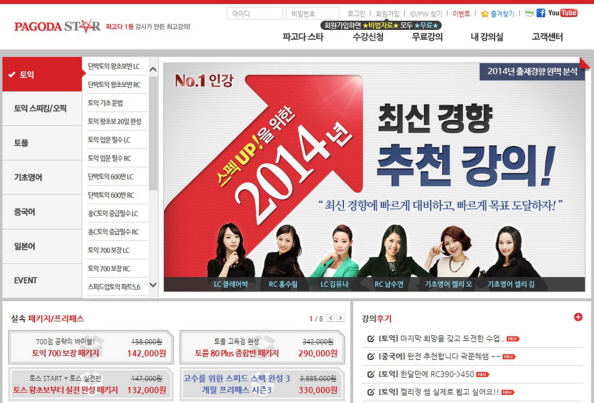 아이디
비밀번호
로그인 | 회원가입 | ID/PW 찾기 | 이벤트 | 즐겨찾기
YouTube
회원가입하면 ★비법자료★ 모두 ★무료★
PAGODA STAR 파고다 1등 강사가 만든 최고강의!
파고다 스타
수강신청
무료강의
내 강의실
고객센터
토익
토익 스피킹/오픽
토플
기초영어
중국어
일본어
EVENT
단박토익 왕초보반 LC
단박토익 왕초보반 RC
토익 기초 문법
토익 왕초보 20일 완성
토익 입문 필수 LC
토익 입문 필수 RC
단박토익 600반 LC
단박토익 600반 RC
홍C토익 중급필수 LC
홍C토익 중급필수 RC
토익 700 보장 LC
토익 700 보장 RC
스피드업토익 파트5,6
2014년 출제경향 완벽 분석
No.1 인강
스펙 UP!을 위한
2014년
최신 경향
추천 강의!
“ 최신 경향에 빠르게 대비하고, 빠르게 목표 도달하자! ”
LC 클레어박
RC 홍수림
LC 김유나
RC 남수연
기초영어 켈리 오
기초영어 셀리 김
실속 패키지/프리패스
1 / 8
700점 공략의 바이블!
158,000원
토익 700 보장 패키지
142,000원
토플 고득점 완성
342,000원
토플 80 Plus 종합반 패키지
290,000원
토스 START + 토스 실전반
147,000원
토스 왕초보부터 실전 완성 패키지
132,000원
고수를 위한 스피드 스펙 완성 3
개월 프리패스 시즌3
3,885,000원
330,000원
강의후기
[토익] 마지막 희망을 갖고 도전한 수업..
[중국어] 완전 추천합니다 곽문혁샘 ~~
[토익] 한달만에 RC390->450
[토익] 컬리정 쌤 실제로 뵙고 싶어요!!